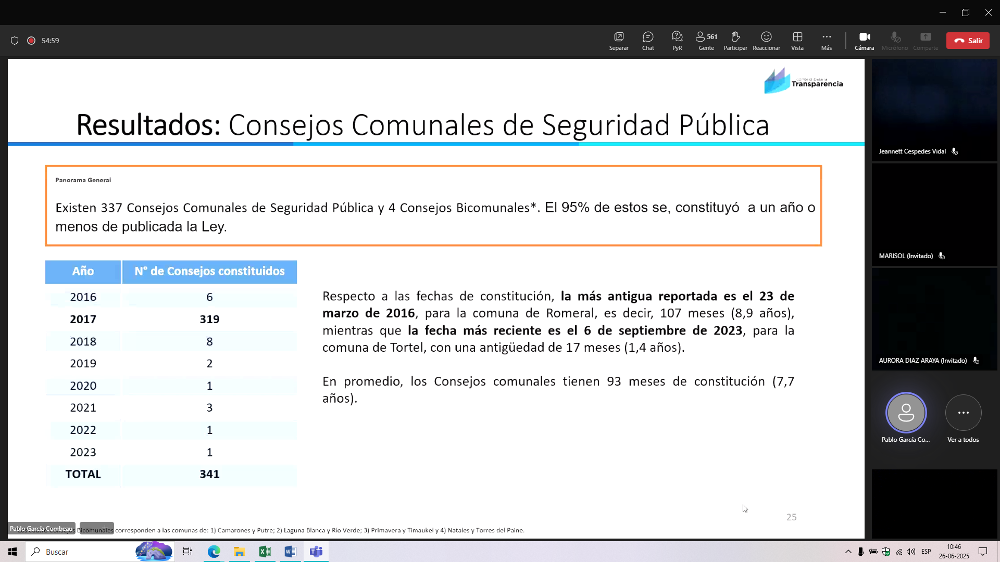 54:59
Separar
Chat
PyR
561
Gente
Participar
Reaccionar
Vista
Más
Cámara
Micrófono
Comparte
Salir
consejo para la
Transparencia
Resultados: Consejos Comunales de Seguridad Pública
Panorama General
Existen 337 Consejos Comunales de Seguridad Pública y 4 Consejos Bicomunales*. El 95% de estos se, constituyó a un año o
menos de publicada la Ley.
Año N° de Consejos constituidos
2016 6
2017 319
2018 8
2019 2
2020 1
2021 3
2022 1
2023 1
TOTAL 341
Respecto a las fechas de constitución, la más antigua reportada es el 23 de
marzo de 2016, para la comuna de Romeral, es decir, 107 meses (8,9 años),
mientras que la fecha más reciente es el 6 de septiembre de 2023, para la
comuna de Tortel, con una antigüedad de 17 meses (1,4 años).
En promedio, los Consejos comunales tienen 93 meses de constitución (7,7
años).
25
Pablo García Combeau
Bicomunales corresponden a las comunas de: 1) Camarones y Putre; 2) Laguna Blanca y Río Verde; 3) Primavera y Timaukel y 4) Natales y Torres del Paine.
Jeannett Cespedes Vidal
MARISOL (Invitado)
AURORA DIAZ ARAYA (Invitado)
Pablo García Co...
Ver a todos
Buscar
ESP
10:46
26-06-2025